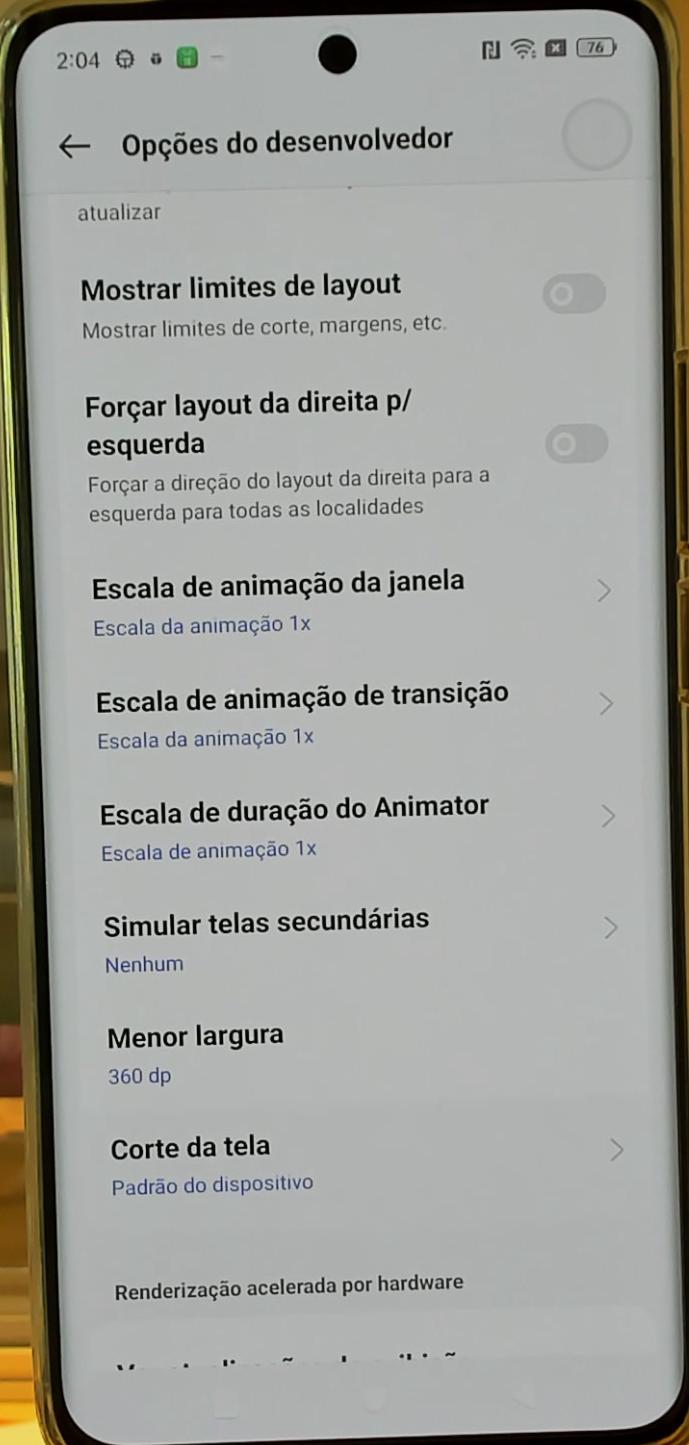 2:04
76
Opções do desenvolvedor
atualizar
Mostrar limites de layout
Mostrar limites de corte, margens, etc.
Forçar layout da direita p/
esquerda
Forçar a direção do layout da direita para a
esquerda para todas as localidades
Escala de animação da janela
Escala da animação 1x
Escala de animação de transição
Escala da animação 1x
Escala de duração do Animator
Escala de animação 1x
Simular telas secundárias
Nenhum
Menor largura
360 dp
Corte da tela
Padrão do dispositivo
Renderização acelerada por hardware